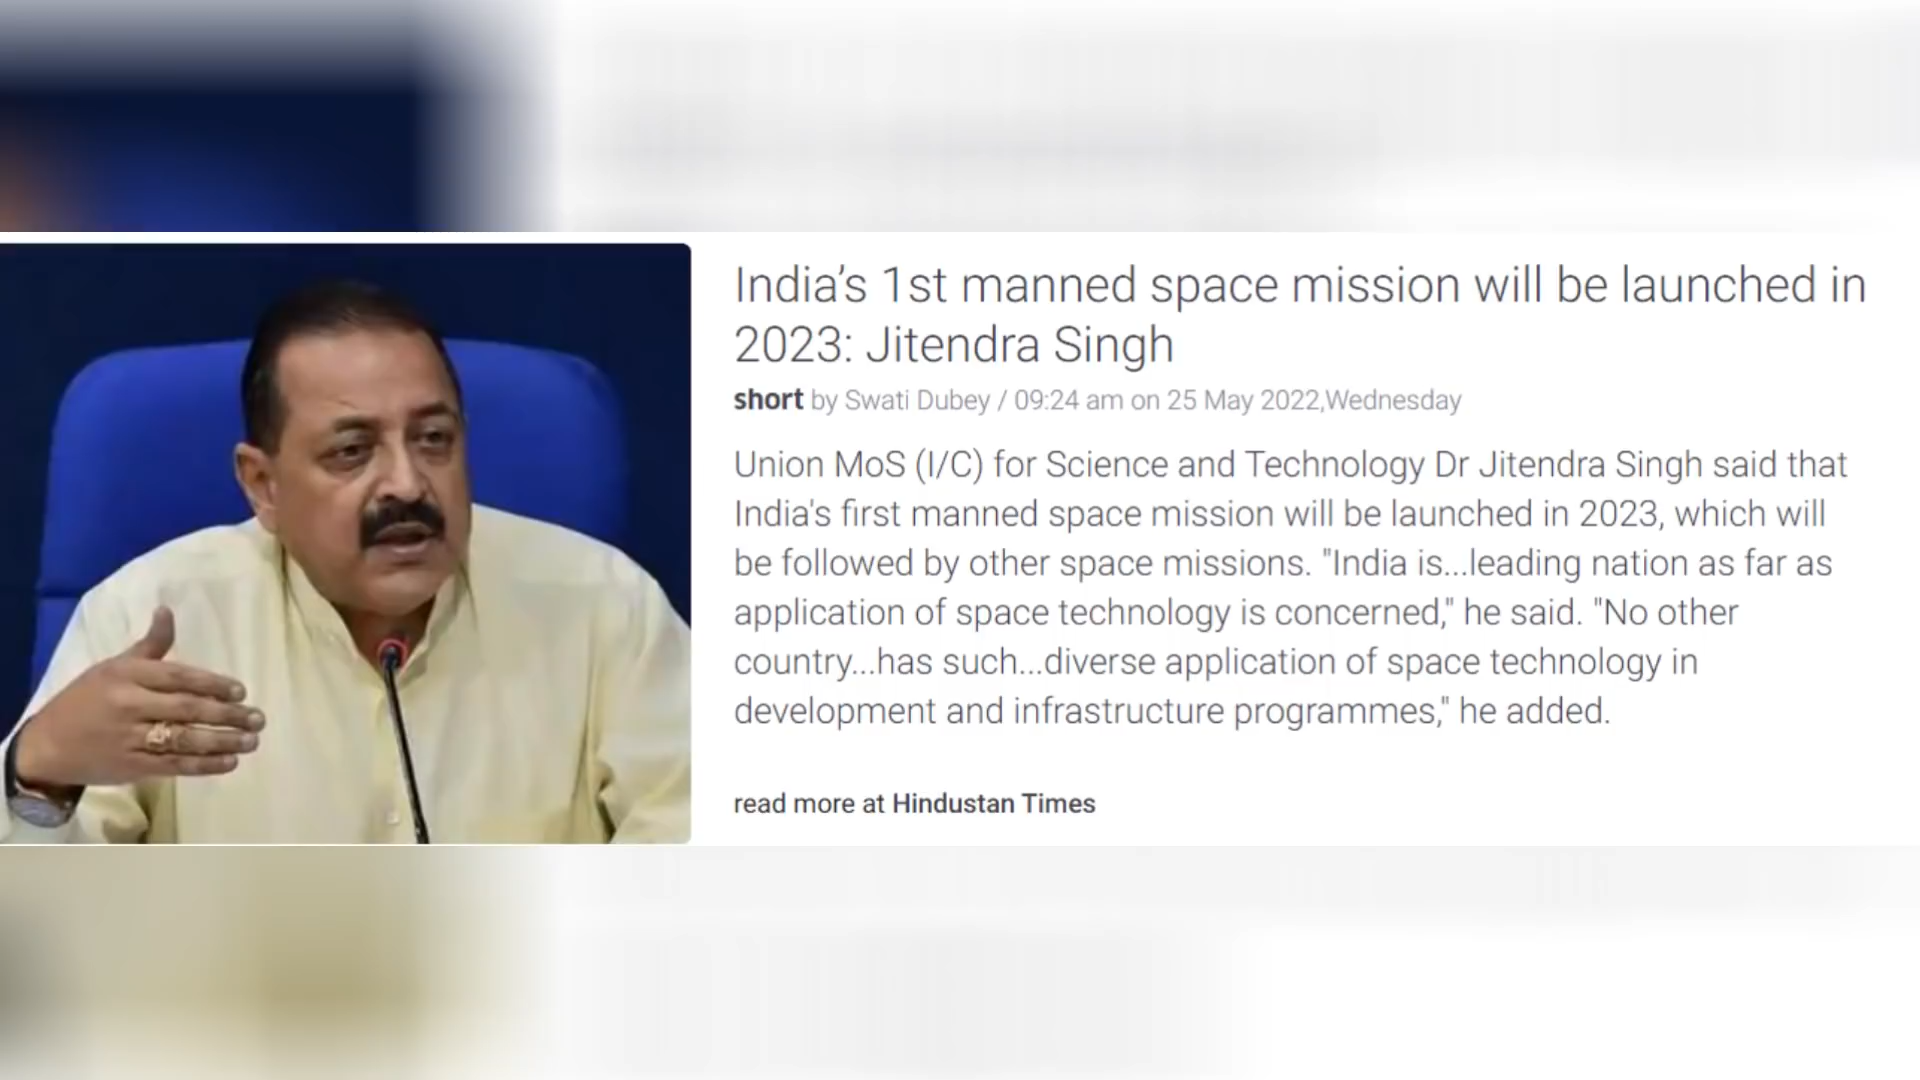 India’s 1st manned space mission will be launched in
2023: Jitendra Singh
short by Swati Dubey / 09:24 am on 25 May 2022,Wednesday
Union MoS (I/C) for Science and Technology Dr Jitendra Singh said that
India's first manned space mission will be launched in 2023, which will
be followed by other space missions. "India is...leading nation as far as
application of space technology is concerned," he said. "No other
country...has such...diverse application of space technology in
development and infrastructure programmes," he added.
read more at Hindustan Times